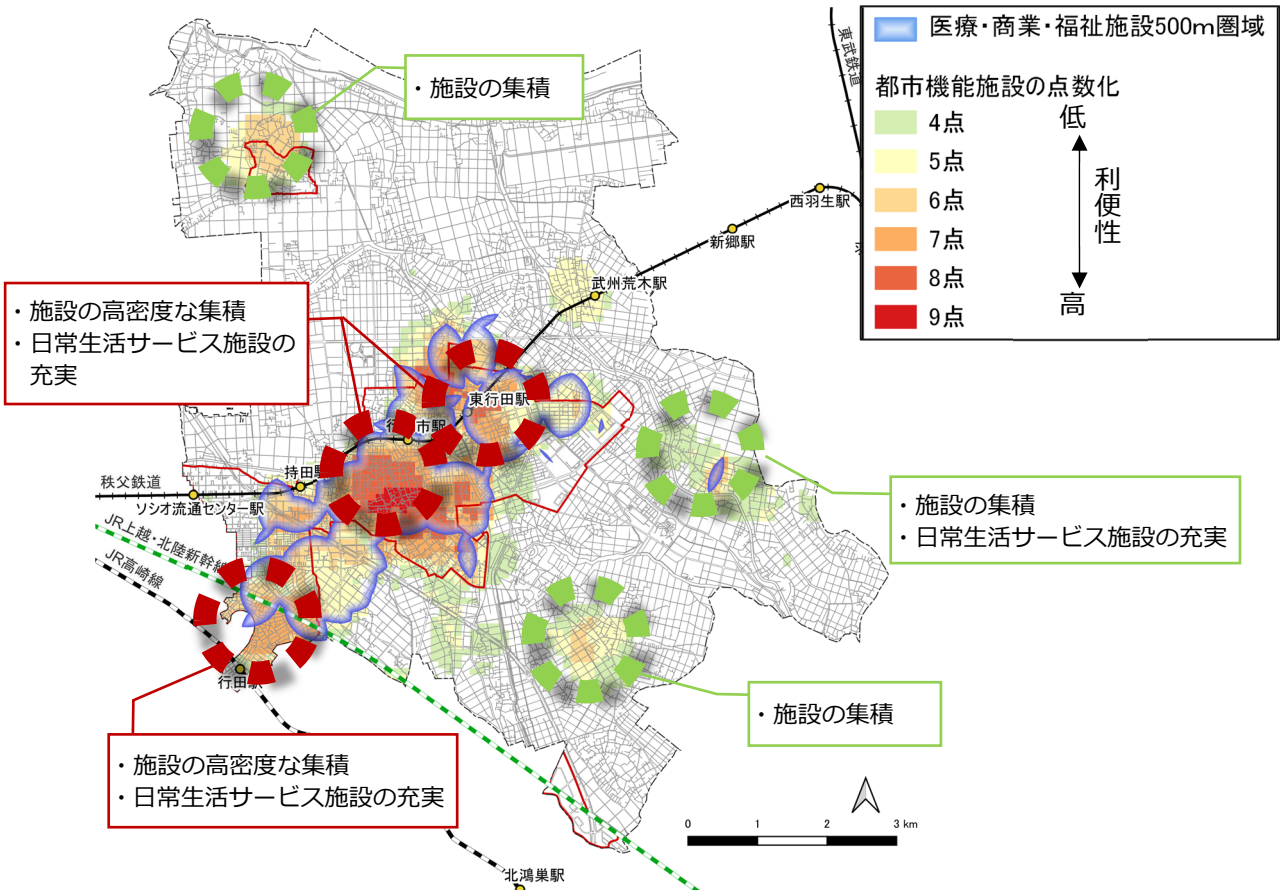 医療・商業・福祉施設500m圏域
都市機能施設の点数化
4点
5点
6点
7点
8点
9点
低
利便性
高
東武鉄道
・施設の集積
西羽生駅
新郷駅
武州荒木駅
・施設の高密度な集積
・日常生活サービス施設の
充実
東行田駅
市駅
持田駅
秩父鉄道
ソシオ流通センター駅
JR上越・北陸新幹線
JR高崎線
・施設の集積
・日常生活サービス施設の充実
行田駅
・施設の集積
・施設の高密度な集積
・日常生活サービス施設の充実
0 1 2 3 km
北鴻巣駅